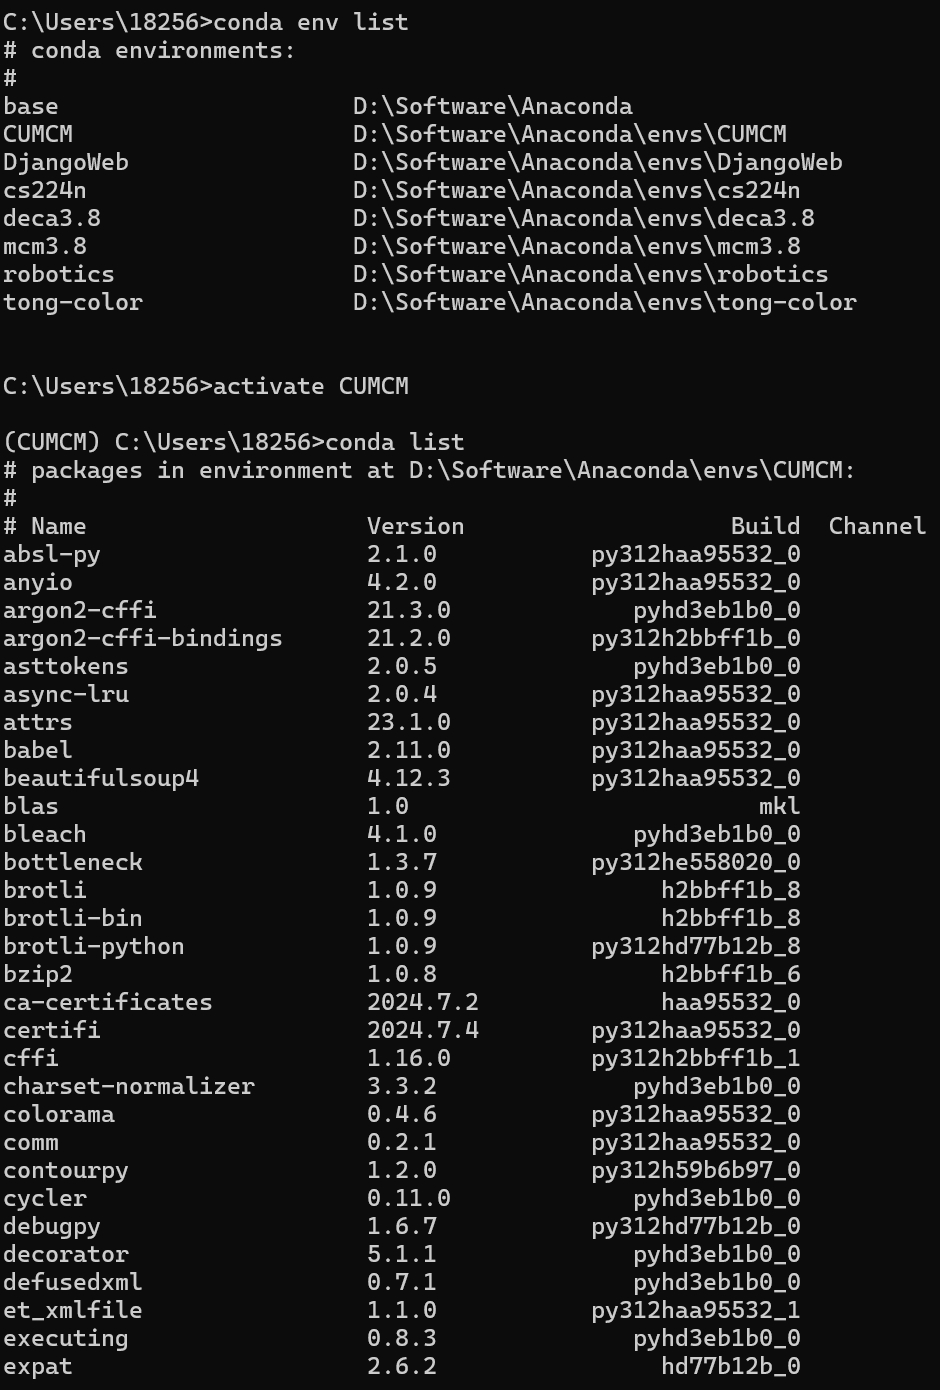 C:\Users\18256>conda env list
# conda environments:
#
base                     D:\Software\Anaconda
CUMCM                    D:\Software\Anaconda\envs\CUMCM
DjangoWeb                D:\Software\Anaconda\envs\DjangoWeb
cs224n                   D:\Software\Anaconda\envs\cs224n
deca3.8                  D:\Software\Anaconda\envs\deca3.8
mcm3.8                   D:\Software\Anaconda\envs\mcm3.8
robotics                 D:\Software\Anaconda\envs\robotics
tong-color               D:\Software\Anaconda\envs\tong-color
C:\Users\18256>activate CUMCM
(CUMCM) C:\Users\18256>conda list
# packages in environment at D:\Software\Anaconda\envs\CUMCM:
#
# Name                    Version                   Build  Channel
absl-py                   2.1.0           py312haa95532_0
anyio                     4.2.0           py312haa95532_0
argon2-cffi               21.3.0             pyhd3eb1b0_0
argon2-cffi-bindings      21.2.0          py312h2bbff1b_0
asttokens                 2.0.5              pyhd3eb1b0_0
async-lru                 2.0.4           py312haa95532_0
attrs                     23.1.0          py312haa95532_0
babel                     2.11.0          py312haa95532_0
beautifulsoup4            4.12.3          py312haa95532_0
blas                      1.0                         mkl
bleach                    4.1.0              pyhd3eb1b0_0
bottleneck                1.3.7           py312he558020_0
brotli                    1.0.9                h2bbff1b_8
brotli-bin                1.0.9                h2bbff1b_8
brotli-python             1.0.9           py312hd77b12b_8
bzip2                     1.0.8                h2bbff1b_6
ca-certificates           2024.7.2             haa95532_0
certifi                   2024.7.4        py312haa95532_0
cffi                      1.16.0          py312h2bbff1b_1
charset-normalizer        3.3.2              pyhd3eb1b0_0
colorama                  0.4.6           py312haa95532_0
comm                      0.2.1           py312haa95532_0
contourpy                 1.2.0           py312h59b6b97_0
cycler                    0.11.0             pyhd3eb1b0_0
debugpy                   1.6.7           py312hd77b12b_0
decorator                 5.1.1              pyhd3eb1b0_0
defusedxml                0.7.1              pyhd3eb1b0_0
et_xmlfile                1.1.0           py312haa95532_1
executing                 0.8.3              pyhd3eb1b0_0
expat                     2.6.2                hd77b12b_0